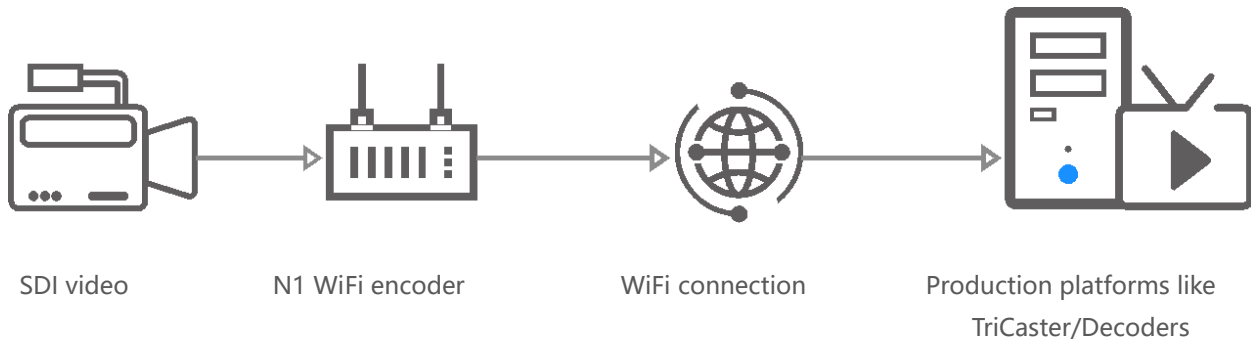 SDI video
N1 WiFi encoder
WiFi connection
Production platforms like
TriCaster/Decoders